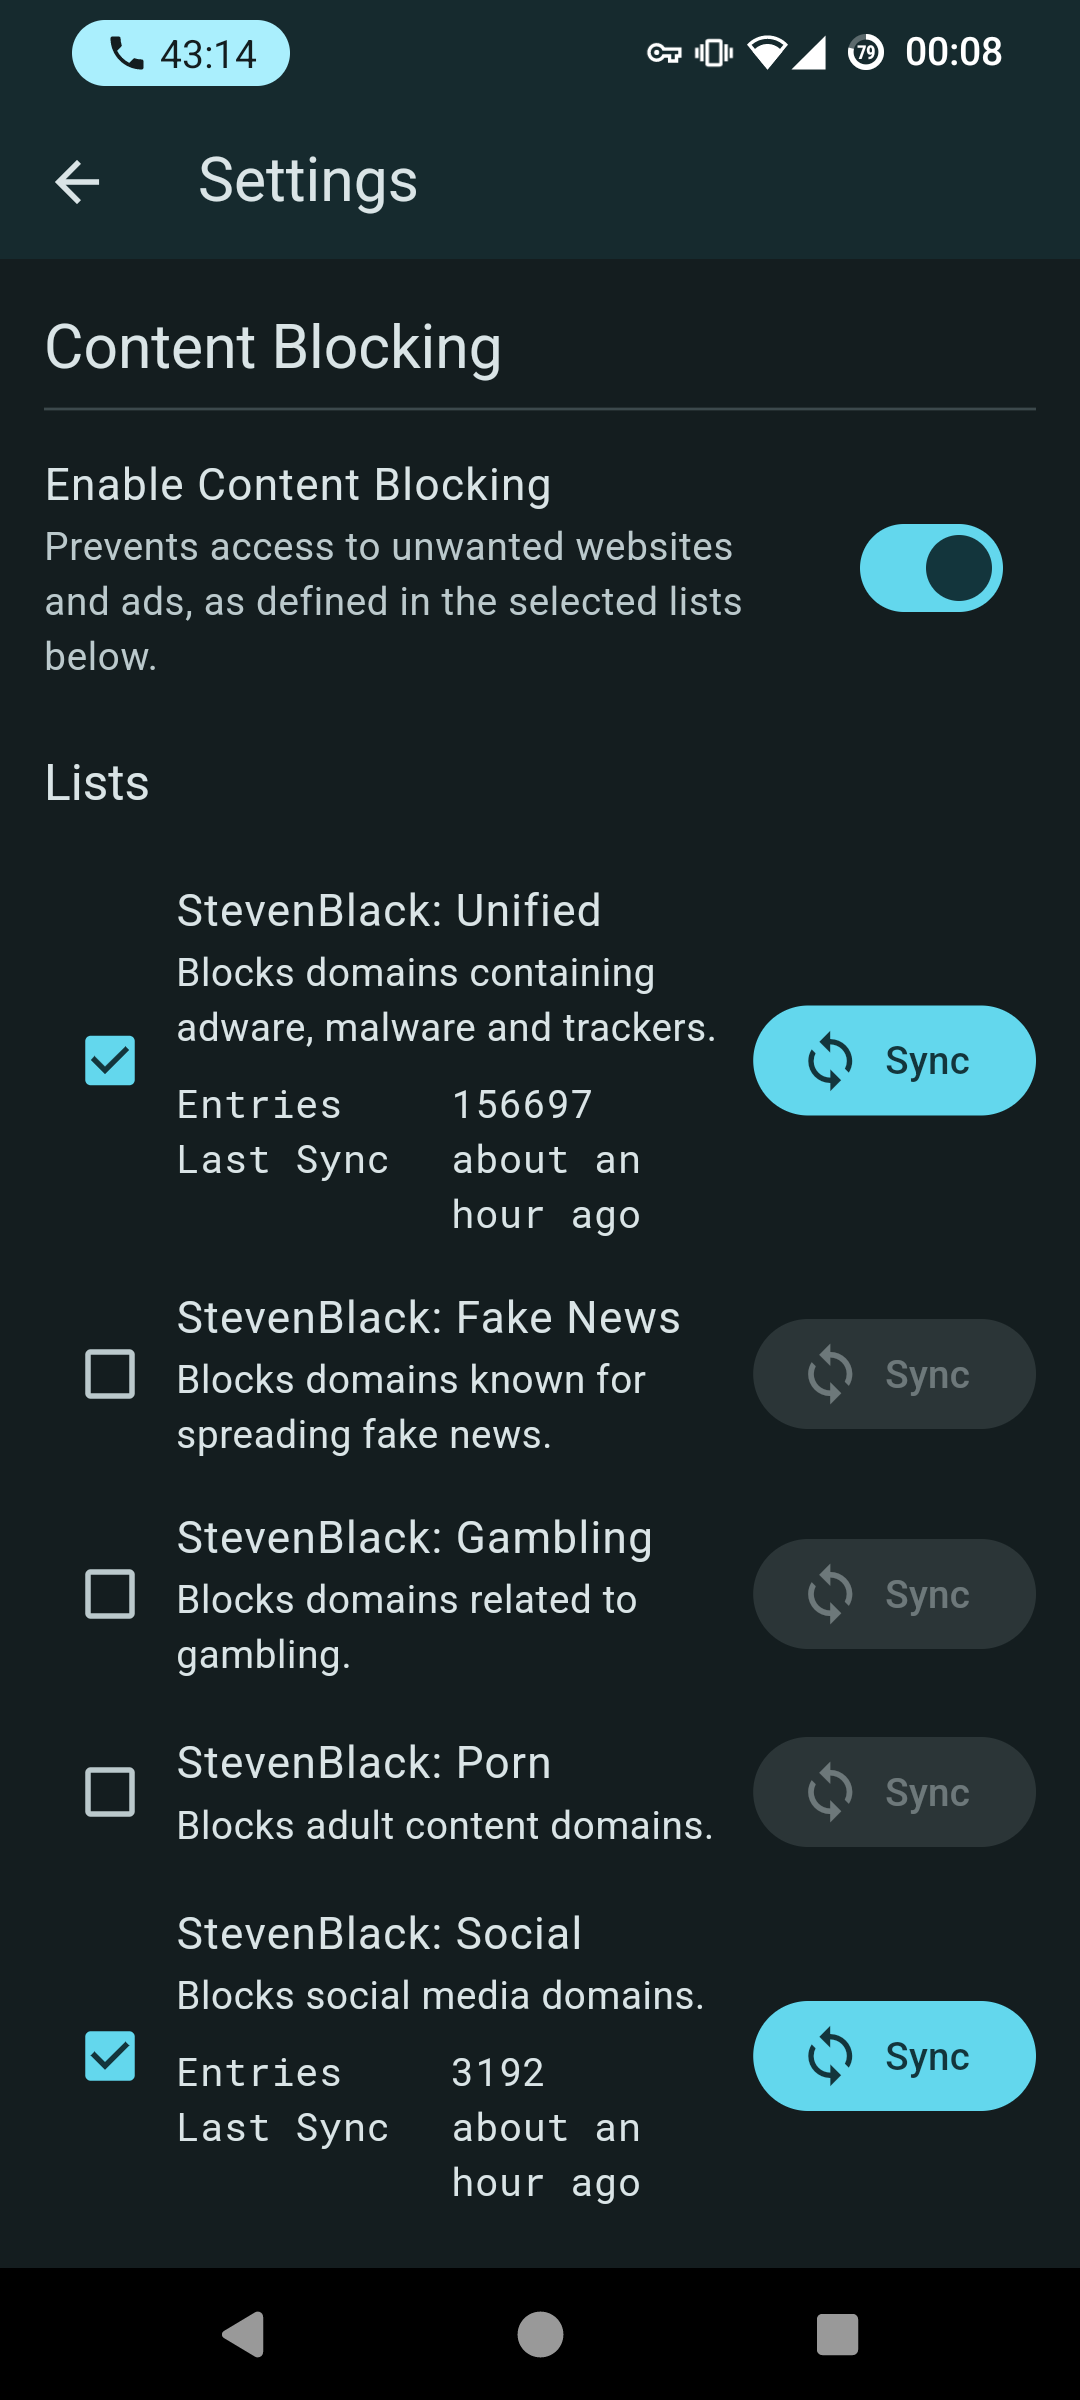 43:14
79
00:08
Settings
Content Blocking
Enable Content Blocking
Prevents access to unwanted websites
and ads, as defined in the selected lists
below.
Lists
StevenBlack: Unified
Blocks domains containing
adware, malware and trackers.
Sync
Entries 156697
Last Sync about an
hour ago
StevenBlack: Fake News
Blocks domains known for
spreading fake news.
Sync
StevenBlack: Gambling
Blocks domains related to
gambling.
Sync
StevenBlack: Porn
Blocks adult content domains.
Sync
StevenBlack: Social
Blocks social media domains.
Sync
Entries 3192
Last Sync about an
hour ago